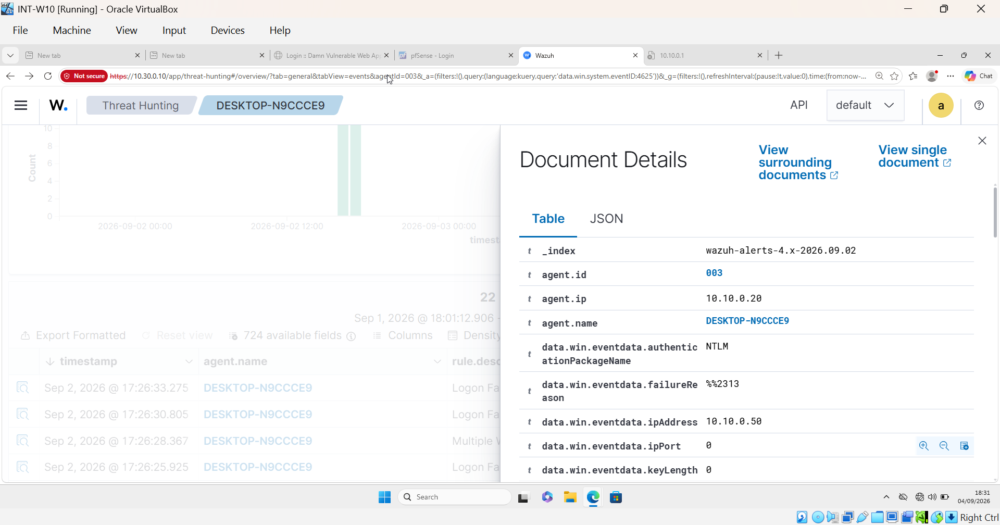 INT-W10 [Running] - Oracle VirtualBox
File Machine View Input Devices Help
New tab
New tab
Login :: Damn Vulnerable Web Ap
pfSense - Login
Wazuh
10.10.0.1
Not secure https://10.30.0.10/app/threat-hunting#/overview/?tab=general&tabView=events&agentId=003&_a=(filters:!(),query:(language:kuery,query:'data.win.system.eventID:4625'))&_g=(filters:!(),refreshInterval:(pause:!t,value:0),time:(from:now-...
Chat
W. Threat Hunting DESKTOP-N9CCCE9 API default a
10
8
6
4
2
0
Count
2026-09-02 00:00 2026-09-02 12:00 2026-09-03 00:00
timest
22
Sep 1, 2026 @ 18:01:12.906 -
Export Formatted Reset view 724 available fields Columns Density
timestamp agent.name rule.desc
Sep 2, 2026 @ 17:26:33.275 DESKTOP-N9CCCE9 Logon Fa
Sep 2, 2026 @ 17:26:30.805 DESKTOP-N9CCCE9 Logon Fa
Sep 2, 2026 @ 17:26:28.367 DESKTOP-N9CCCE9 Multiple W
Sep 2, 2026 @ 17:26:25.925 DESKTOP-N9CCCE9 Logon Fa
Document Details
View surrounding documents
View single document
Table JSON
t _index wazuh-alerts-4.x-2026.09.02
t agent.id 003
t agent.ip 10.10.0.20
t agent.name DESKTOP-N9CCCE9
t data.win.eventdata.authentic NTLM
ationPackageName
t data.win.eventdata.failureRe %%2313
ason
t data.win.eventdata.ipAddress 10.10.0.50
t data.win.eventdata.ipPort 0
t data.win.eventdata.keyLength 0
Search
18:31
04/09/2026
Right Ctrl